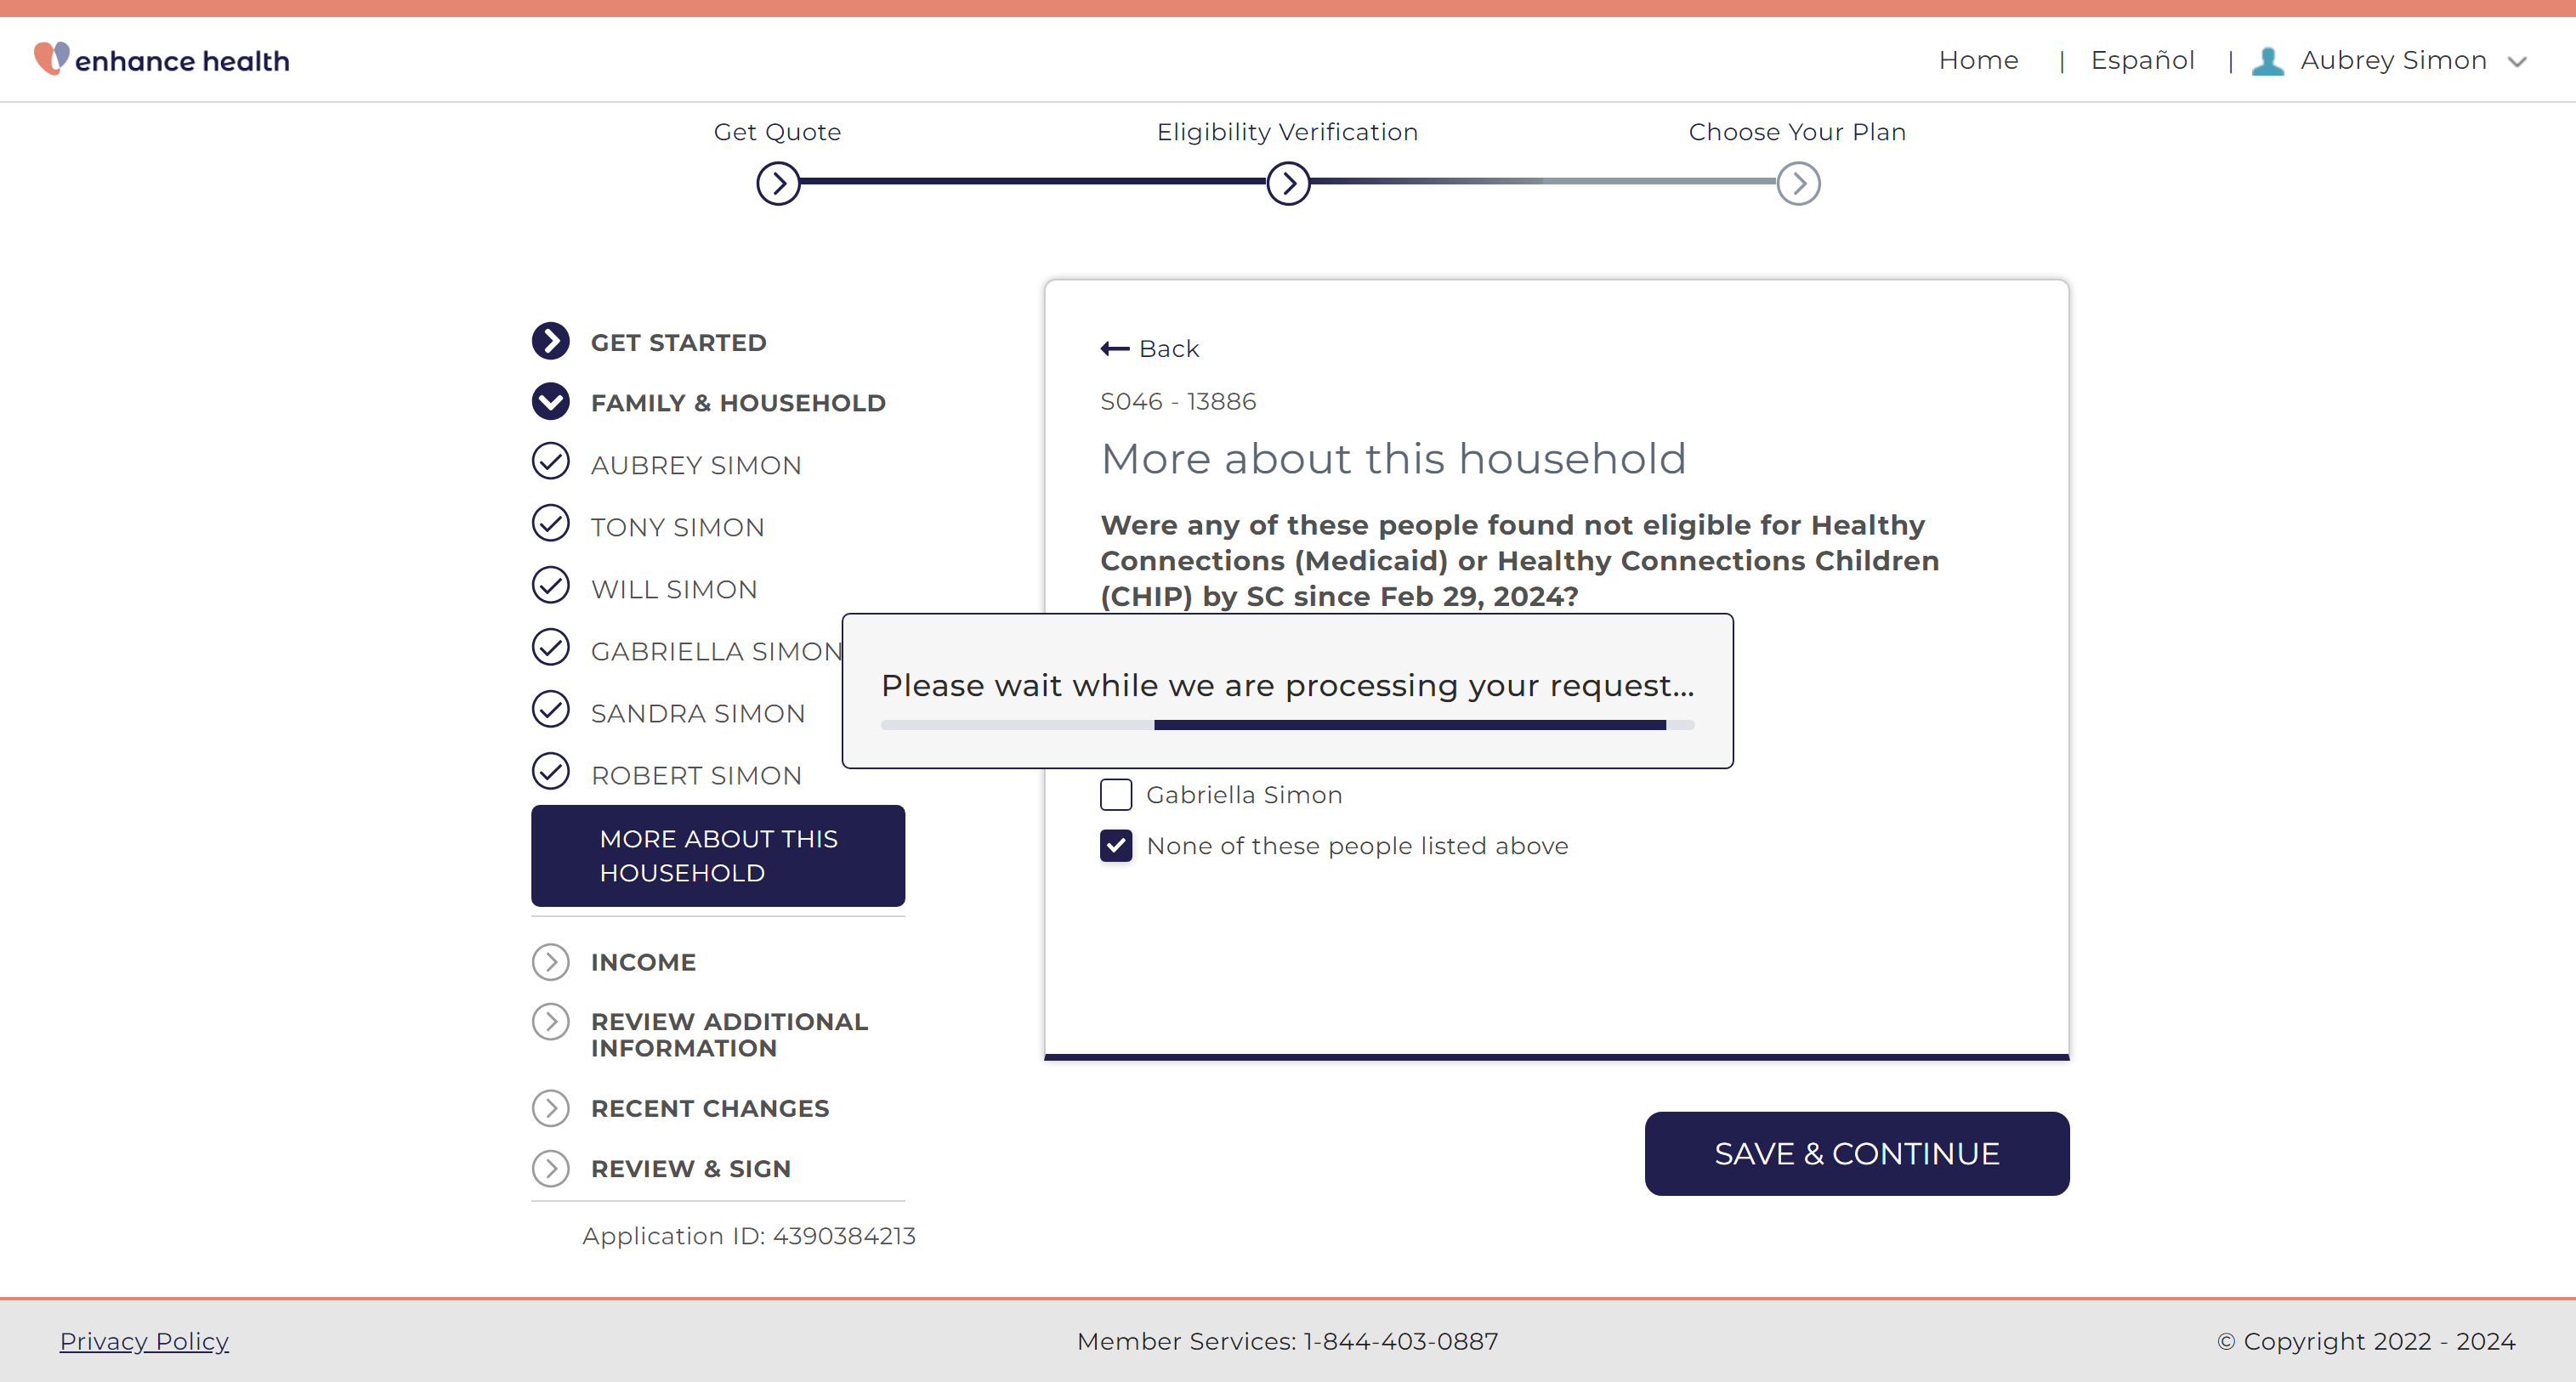 enhance health
Home | Español | Aubrey Simon
Get Quote
Eligibility Verification
Choose Your Plan
GET STARTED
FAMILY & HOUSEHOLD
AUBREY SIMON
TONY SIMON
WILL SIMON
GABRIELLA SIMON
SANDRA SIMON
ROBERT SIMON
MORE ABOUT THIS
HOUSEHOLD
INCOME
REVIEW ADDITIONAL
INFORMATION
RECENT CHANGES
REVIEW & SIGN
Application ID: 4390384213
Back
S046 - 13886
More about this household
Were any of these people found not eligible for Healthy
Connections (Medicaid) or Healthy Connections Children
(CHIP) by SC since Feb 29, 2024?
Please wait while we are processing your request...
Gabriella Simon
None of these people listed above
SAVE & CONTINUE
Privacy Policy
Member Services: 1-844-403-0887
© Copyright 2022 - 2024